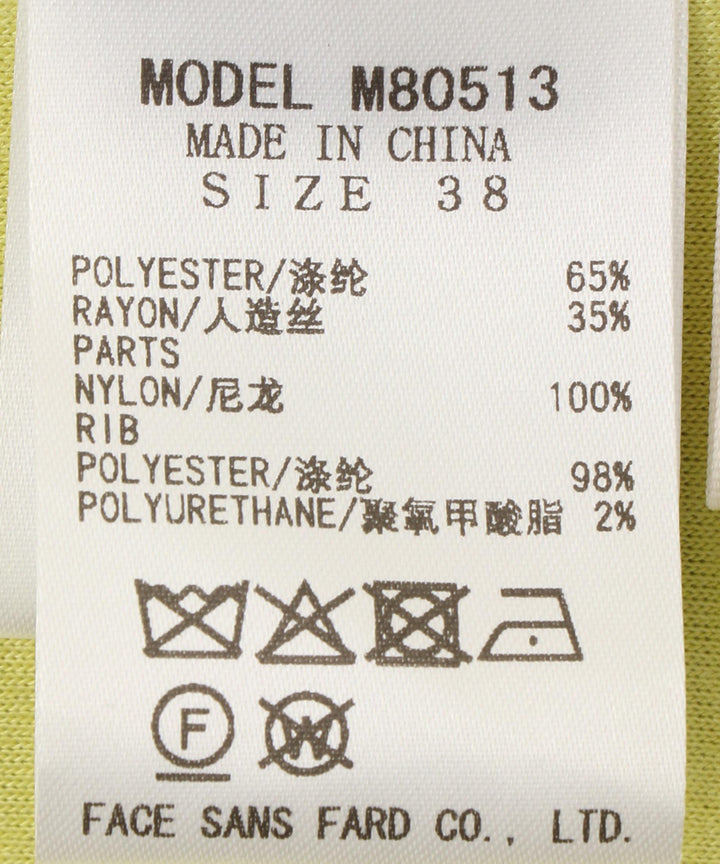 MODEL M80513
MADE IN CHINA
SIZE 38
POLYESTER/涤纶 65%
RAYON/人造丝 35%
PARTS
NYLON/尼龙 100%
RIB
POLYESTER/涤纶 98%
POLYURETHANE/聚氧甲酸脂 2%
F
W
FACE SANS FARD CO., LTD.